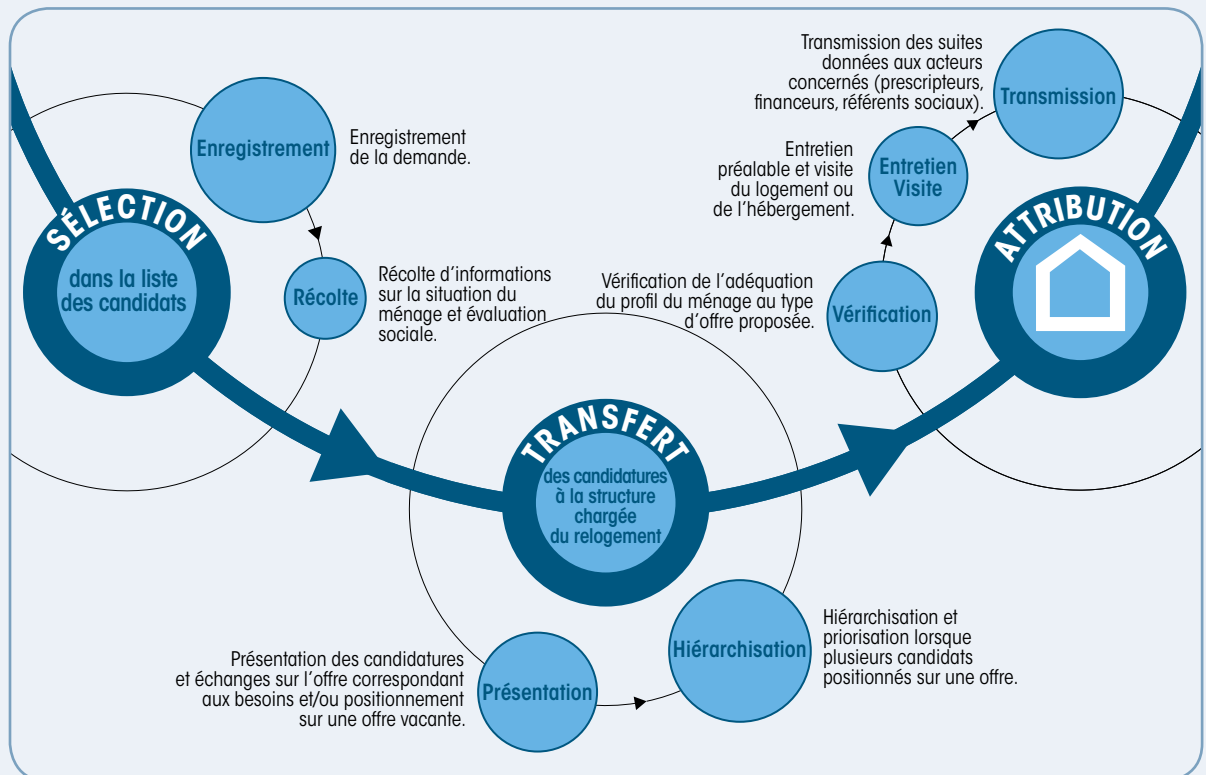 SÉLECTION
dans la liste
des candidats
Enregistrement
Enregistrement
de la demande.
Récolte
Récolte d'informations
sur la situation du
ménage et évaluation
sociale.
TRANSFERT
des candidatures
à la structure
chargée
du relogement
Présentation
Présentation des candidatures
et échanges sur l'offre correspondant
aux besoins et/ou positionnement
sur une offre vacante.
Hiérarchisation
Hiérarchisation et
priorisation lorsque
plusieurs candidats
positionnés sur une offre.
ATTRIBUTION
Vérification de l'adéquation
du profil du ménage au type
d'offre proposée.
Vérification
Entretien
préalable et visite
du logement ou
de l'hébergement.
Entretien
Visite
Transmission des suites
données aux acteurs
concernés (prescripteurs,
financeurs, référents sociaux).
Transmission